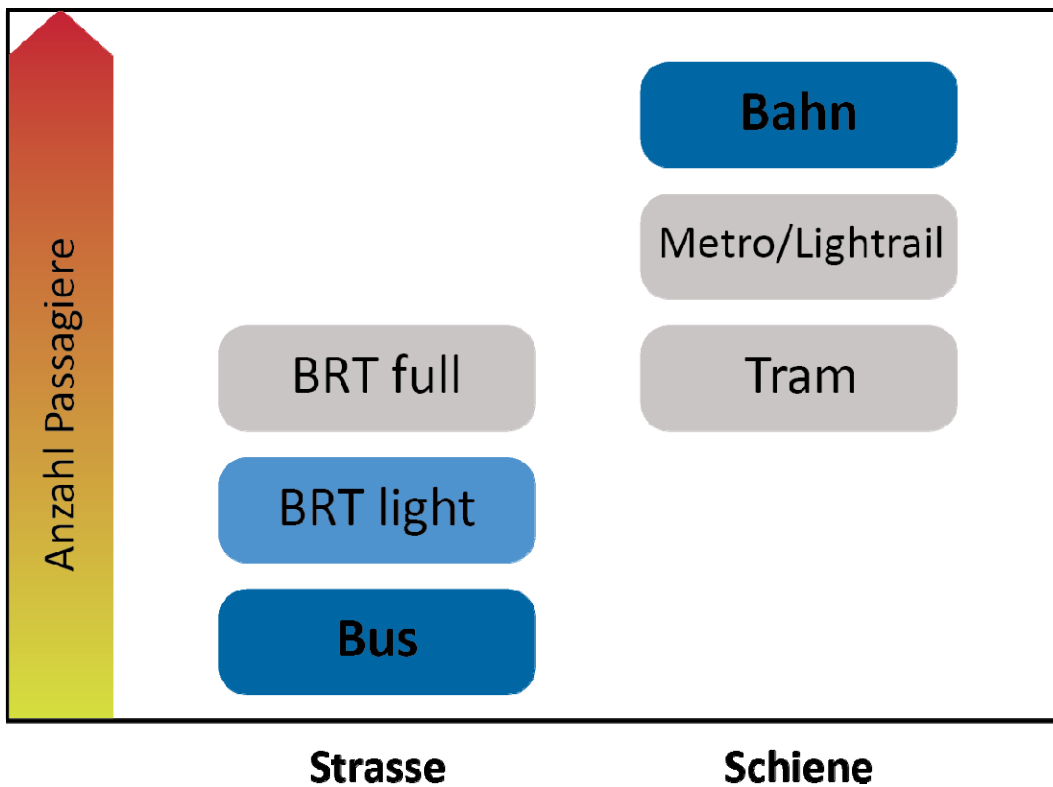 Anzahl Passagiere
Bahn
Metro/Lightrail
BRT full
Tram
BRT light
Bus
Strasse
Schiene